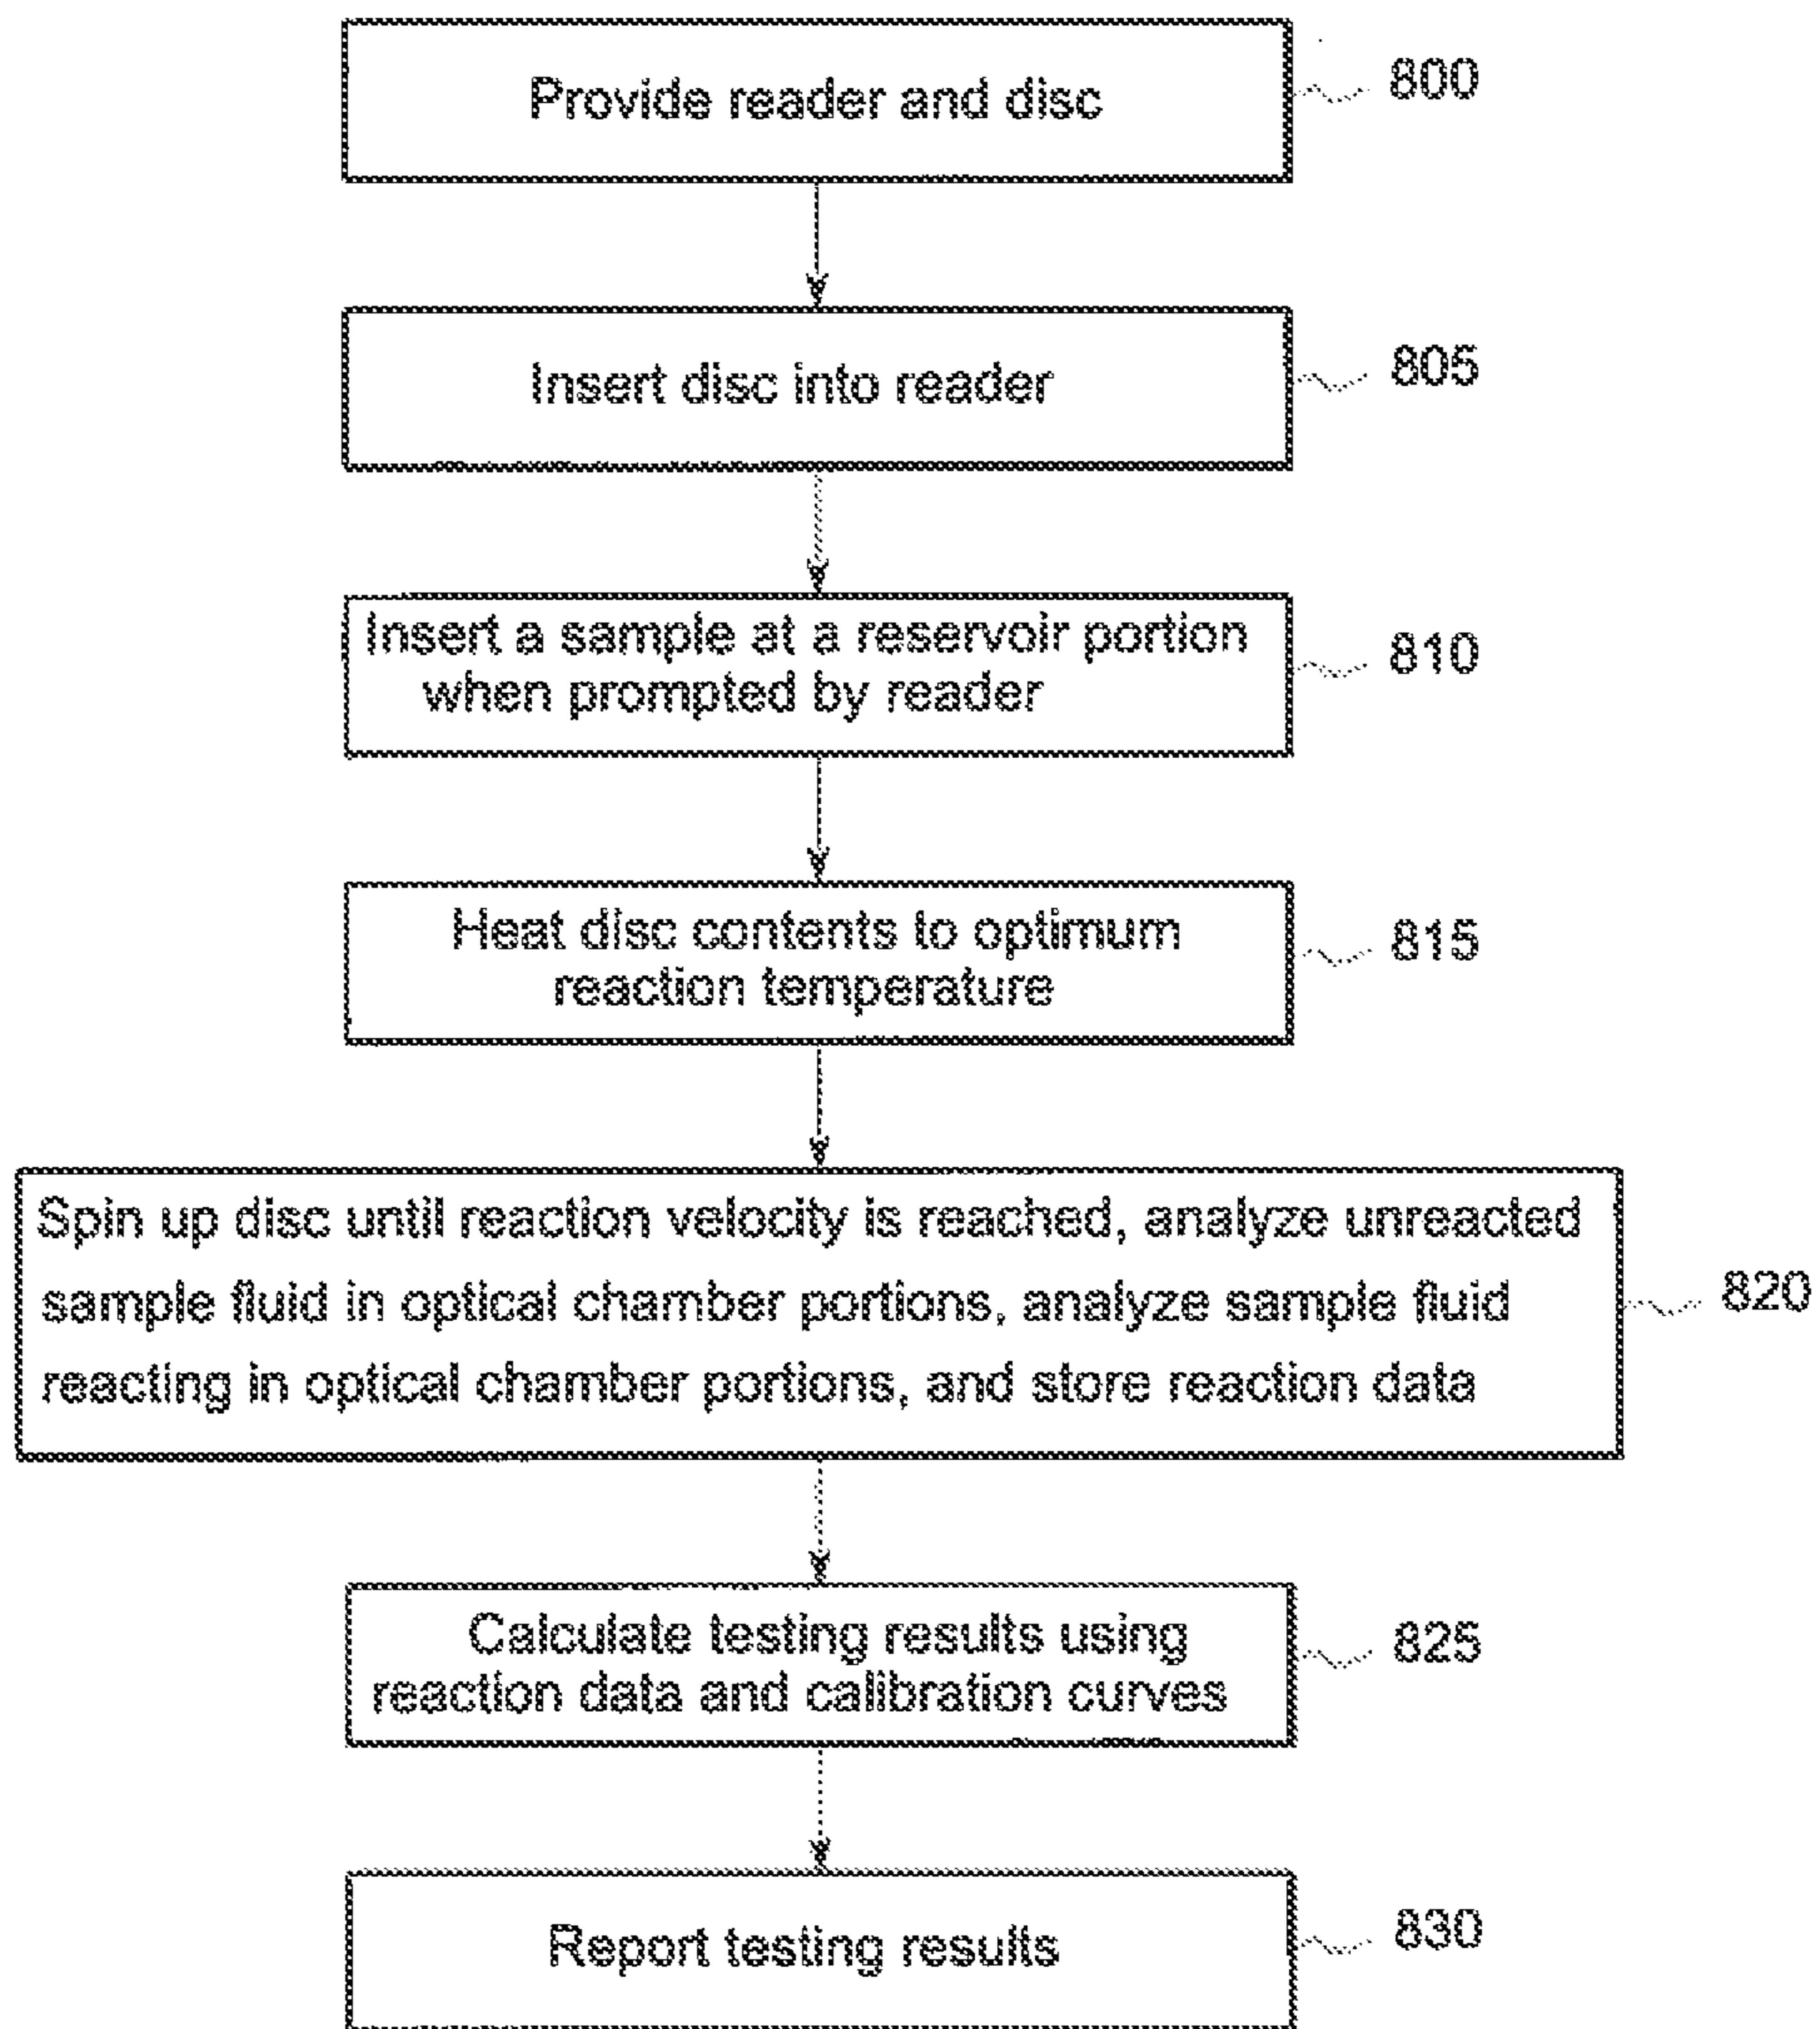 Provide reader and disc
800
Insert disc into reader
805
Insert a sample at a reservoir portion
when prompted by reader
810
Heat disc contents to optimum
reaction temperature
815
Spin up disc until reaction velocity is reached, analyze unreacted
sample fluid in optical chamber portions, analyze sample fluid
reacting in optical chamber portions, and store reaction data
820
Calculate testing results using
reaction data and calibration curves
825
Report testing results
830